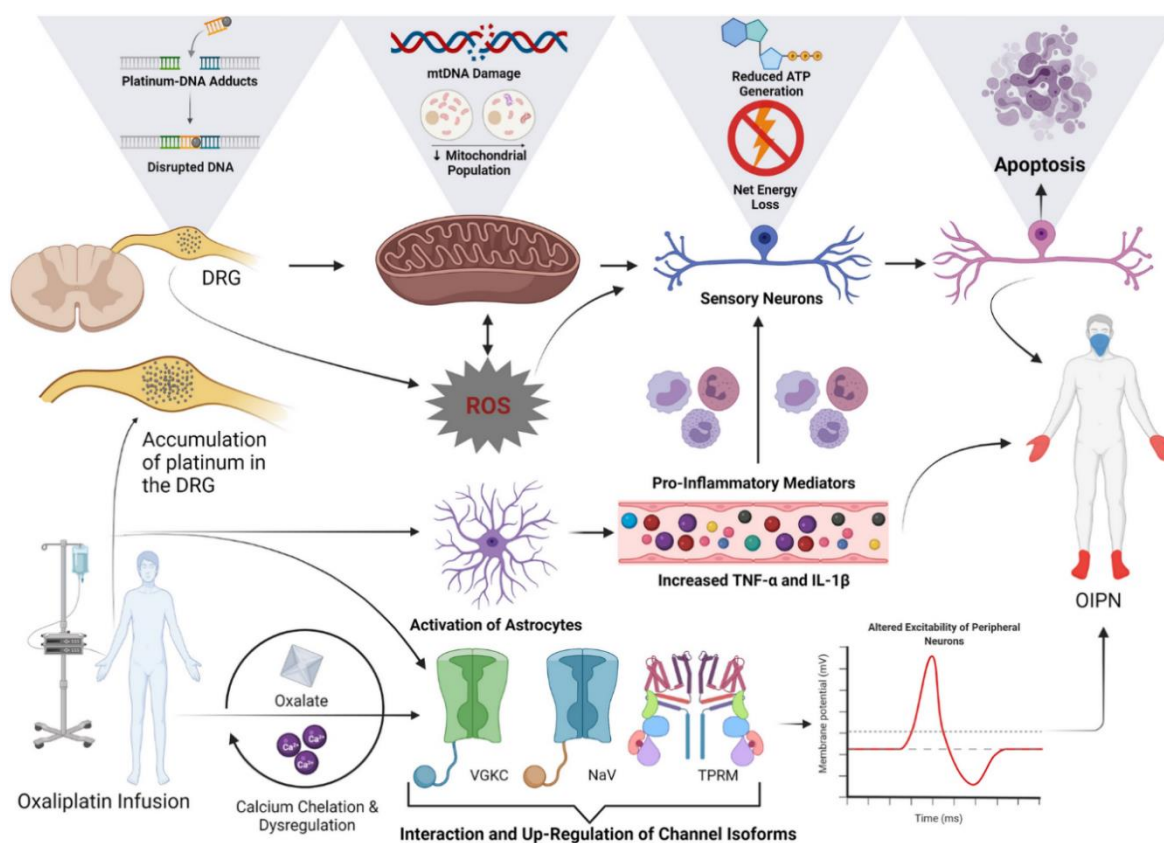 Platinum-DNA Adducts
Disrupted DNA
mtDNA Damage
↓ Mitochondrial
Population
Reduced ATP
Generation
Net Energy
Loss
Apoptosis
DRG
Sensory Neurons
ROS
Accumulation
of platinum in
the DRG
Pro-Inflammatory Mediators
Activation of Astrocytes
Increased TNF-α and IL-1β
OIPN
Oxaliplatin Infusion
Oxalate
Ca²⁺
Ca²⁺
Ca²⁺
Calcium Chelation &
Dysregulation
VGKC
NaV
TPRM
Interaction and Up-Regulation of Channel Isoforms
Altered Excitability of Peripheral
Neurons
Membrane potential (mV)
Time (ms)